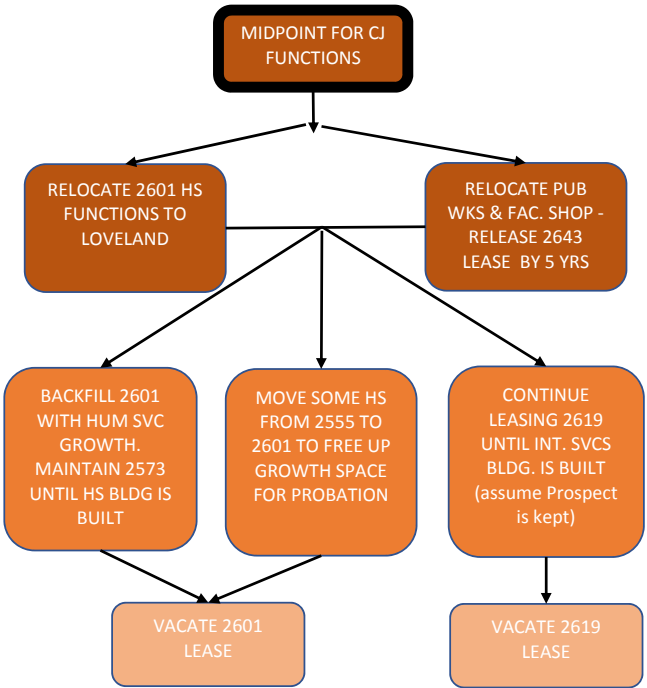 MIDPOINT FOR CJ
FUNCTIONS
RELOCATE 2601 HS
FUNCTIONS TO
LOVELAND
RELOCATE PUB
WKS & FAC. SHOP -
RELEASE 2643
LEASE BY 5 YRS
BACKFILL 2601
WITH HUM SVC
GROWTH.
MAINTAIN 2573
UNTIL HS BLDG IS
BUILT
MOVE SOME HS
FROM 2555 TO
2601 TO FREE UP
GROWTH SPACE
FOR PROBATION
CONTINUE
LEASING 2619
UNTIL INT. SVCS
BLDG. IS BUILT
(assume Prospect
is kept)
VACATE 2601
LEASE
VACATE 2619
LEASE